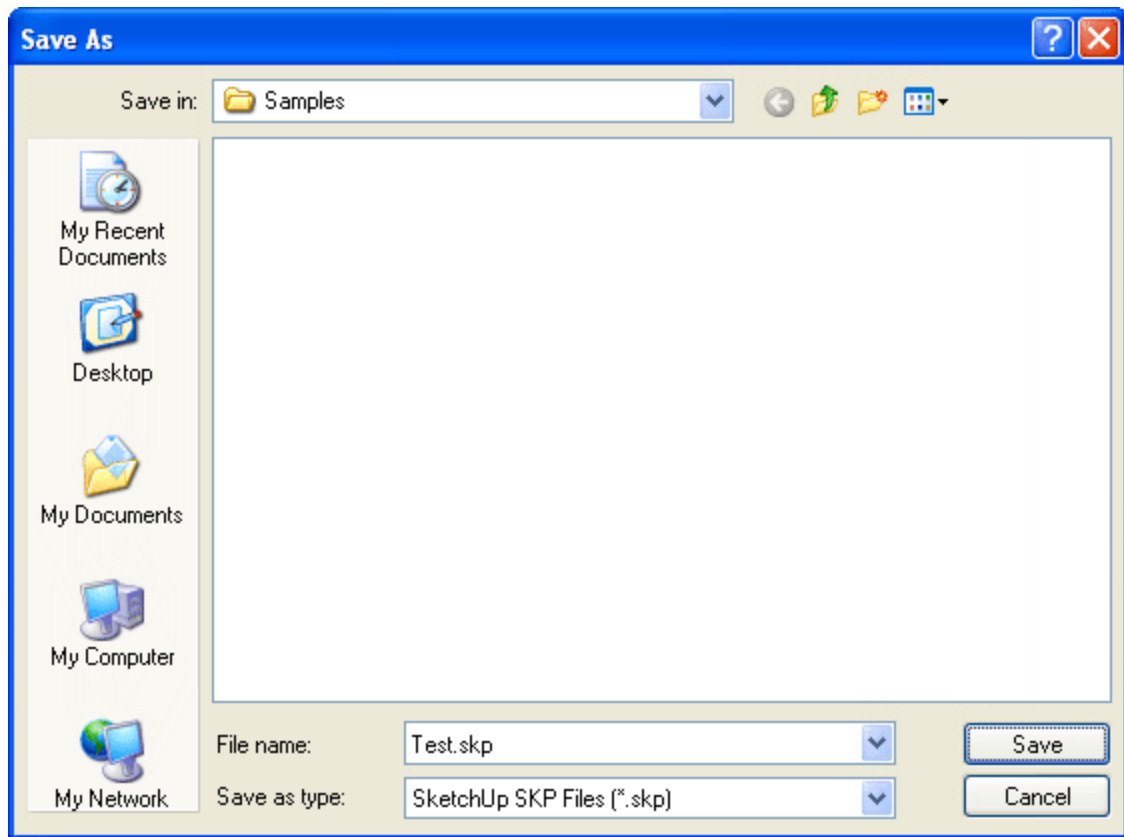 Save As
Save in:
Samples
My Recent
Documents
Desktop
My Documents
My Computer
My Network
File name:
Test.skp
Save
Save as type:
SketchUp SKP Files (*.skp)
Cancel